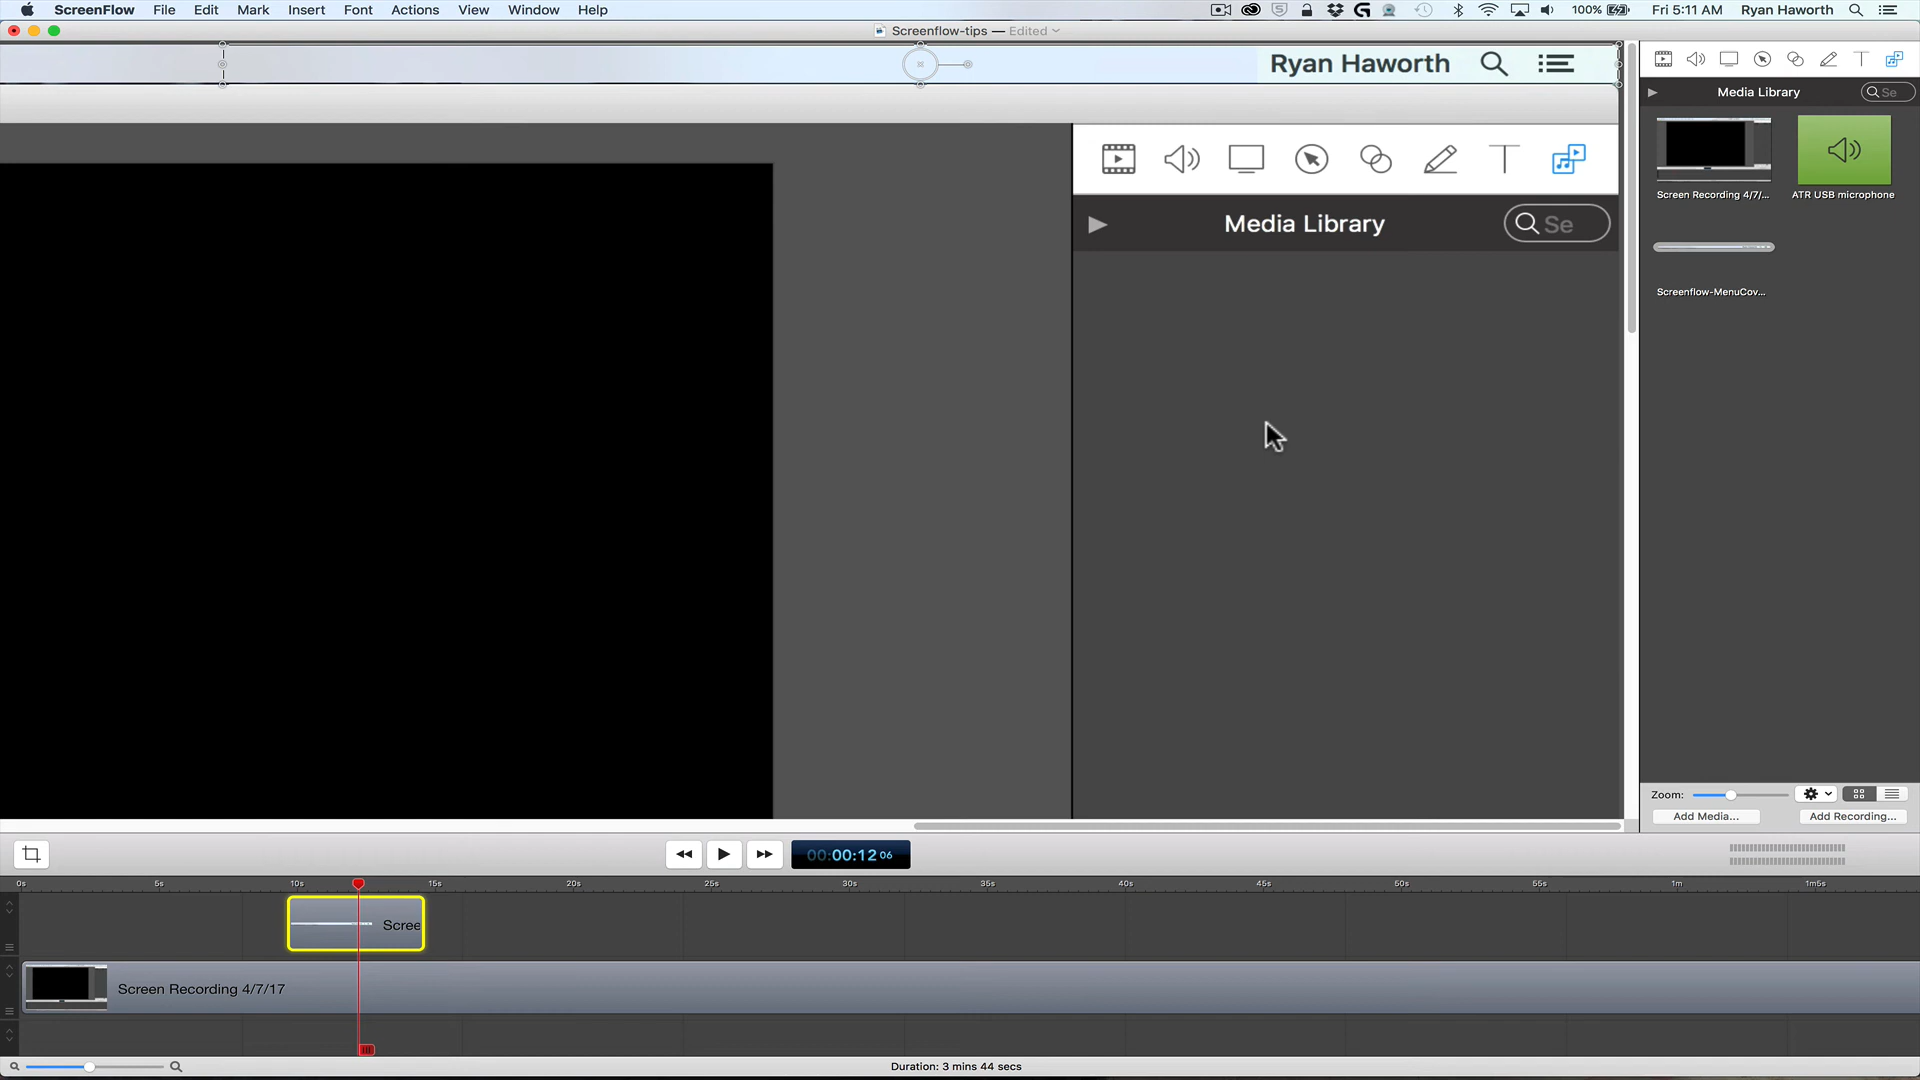 ScreenFlow File Edit Mark Insert Font Actions View Window Help 100% Fri 5:11 AM Ryan Haworth
Screenflow-tips — Edited
Ryan Haworth
Media Library Se
Media Library Se
Screen Recording 4/7/... ATR USB microphone
Screenflow-MenuCov...
Zoom:
Add Media... Add Recording...
00:00:12 06
0s 5s 10s 15s 20s 25s 30s 35s 40s 45s 50s 55s 1m 1m5s
Scree
Screen Recording 4/7/17
Duration: 3 mins 44 secs